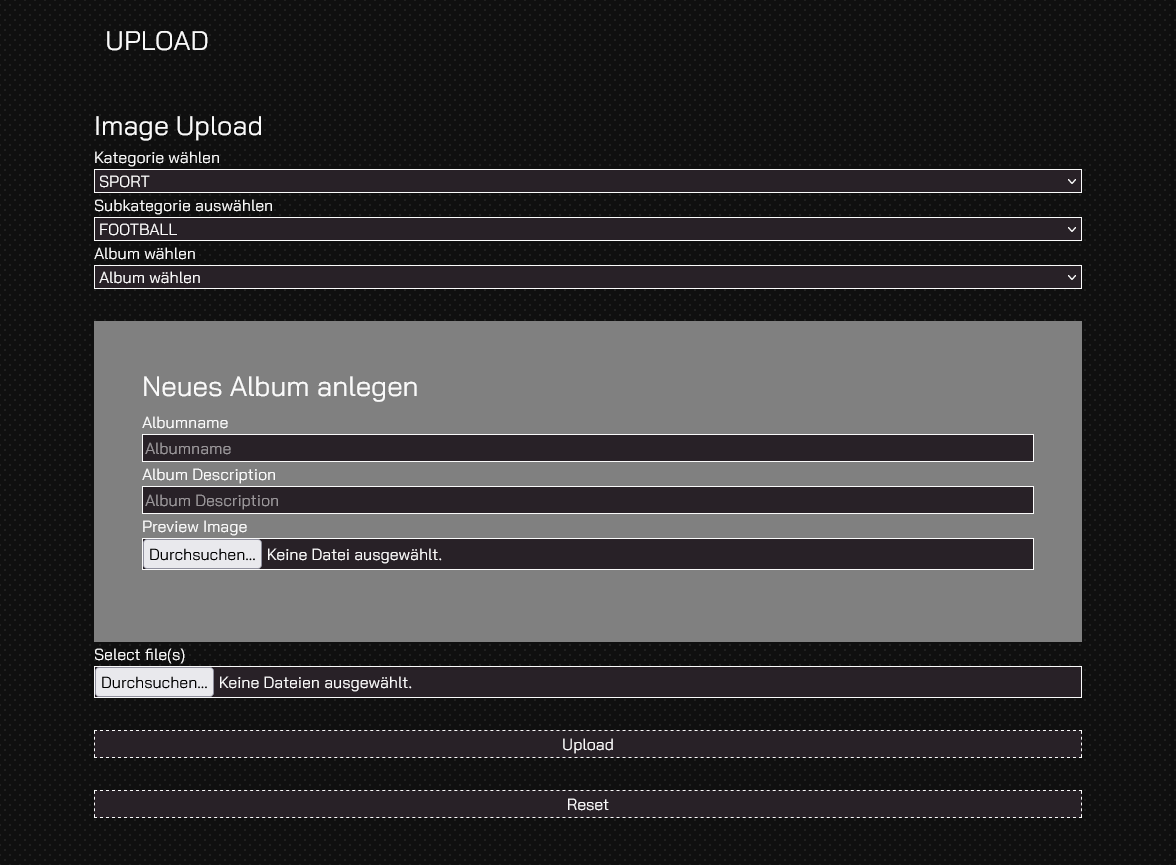 UPLOAD
Image Upload
Kategorie wählen
SPORT
Subkategorie auswählen
FOOTBALL
Album wählen
Album wählen
Neues Album anlegen
Albumname
Albumname
Album Description
Album Description
Preview Image
Durchsuchen... Keine Datei ausgewählt.
Select file(s)
Durchsuchen... Keine Dateien ausgewählt.
Upload
Reset